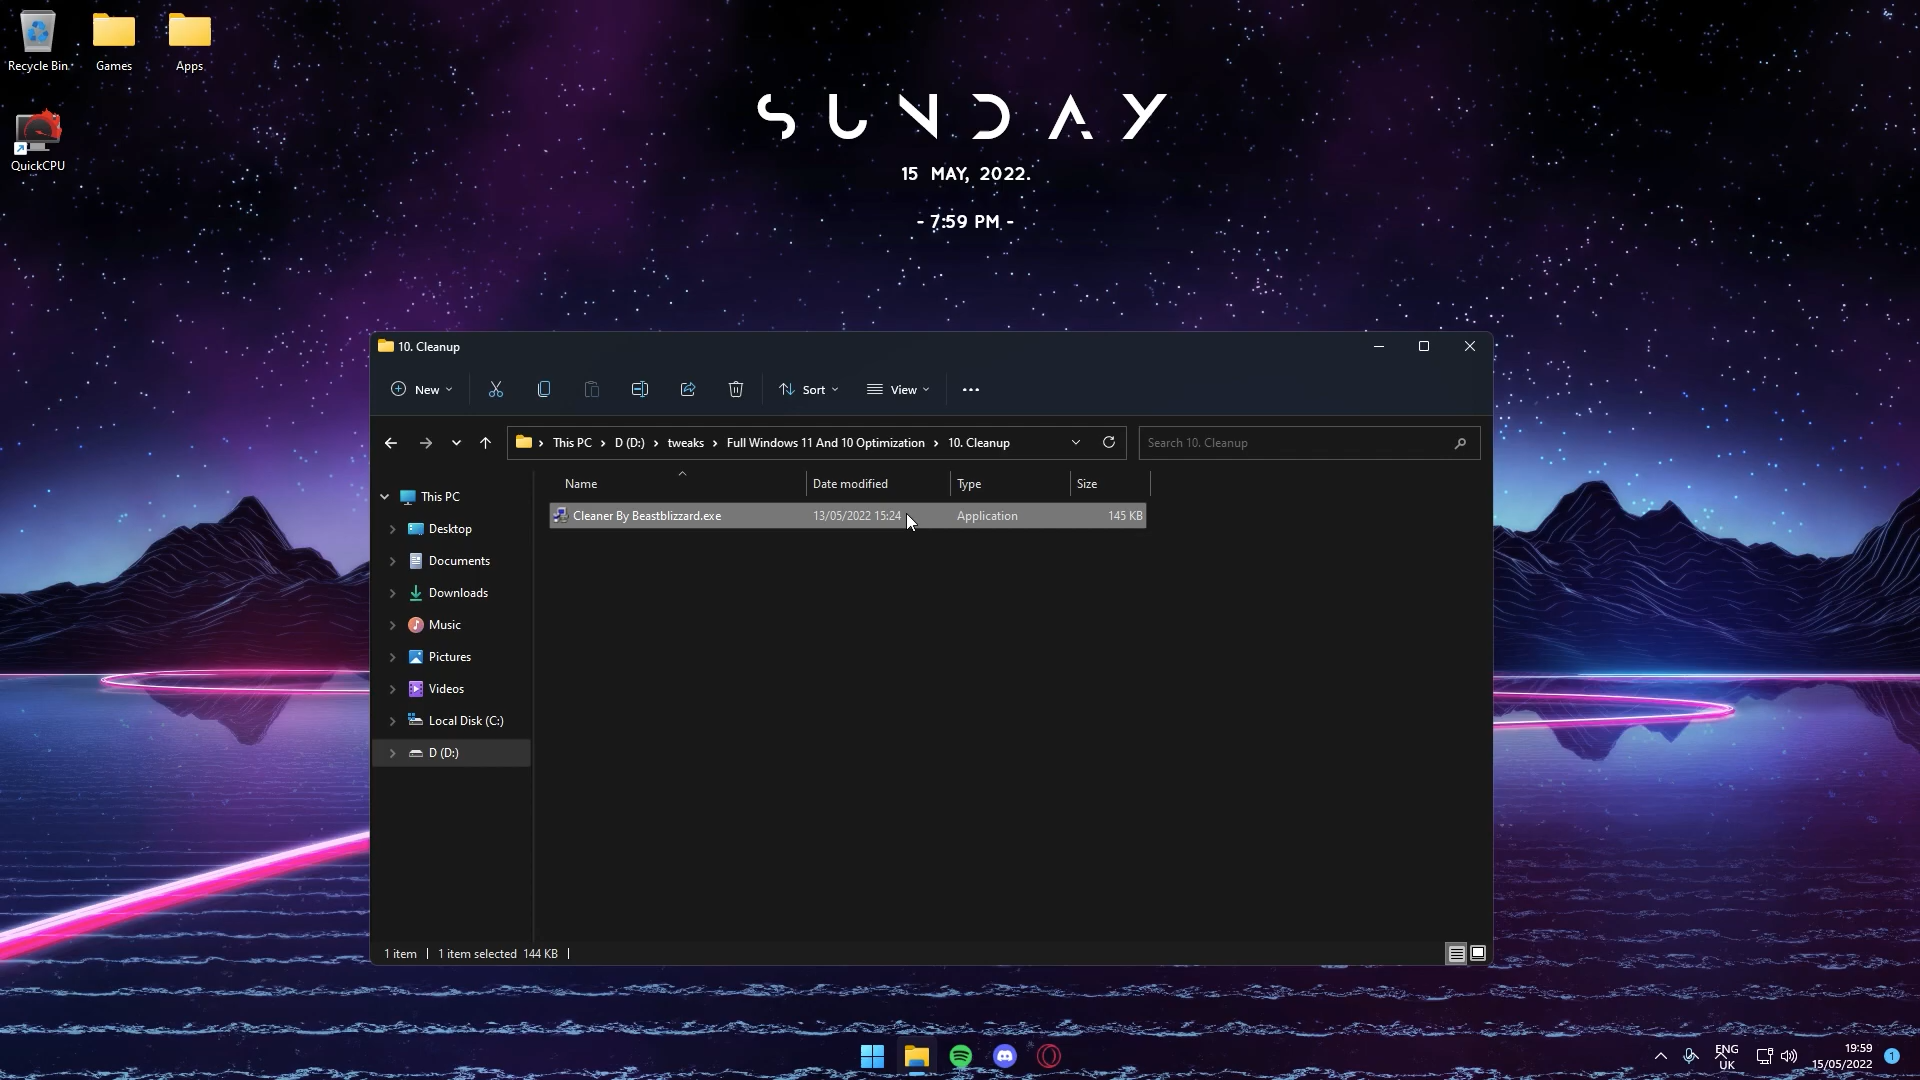 Recycle Bin
Games
Apps
QuickCPU
SUNDAY
15 MAY, 2022.
- 7:59 PM -
10. Cleanup
New
Sort
View
This PC
D (D:)
tweaks
Full Windows 11 And 10 Optimization
10. Cleanup
Search 10. Cleanup
Name
Date modified
Type
Size
Cleaner By Beastblizzard.exe
13/05/2022 15:24
Application
145 KB
This PC
Desktop
Documents
Downloads
Music
Pictures
Videos
Local Disk (C:)
D (D:)
1 item
1 item selected 144 KB
ENG
UK
19:59
15/05/2022
1